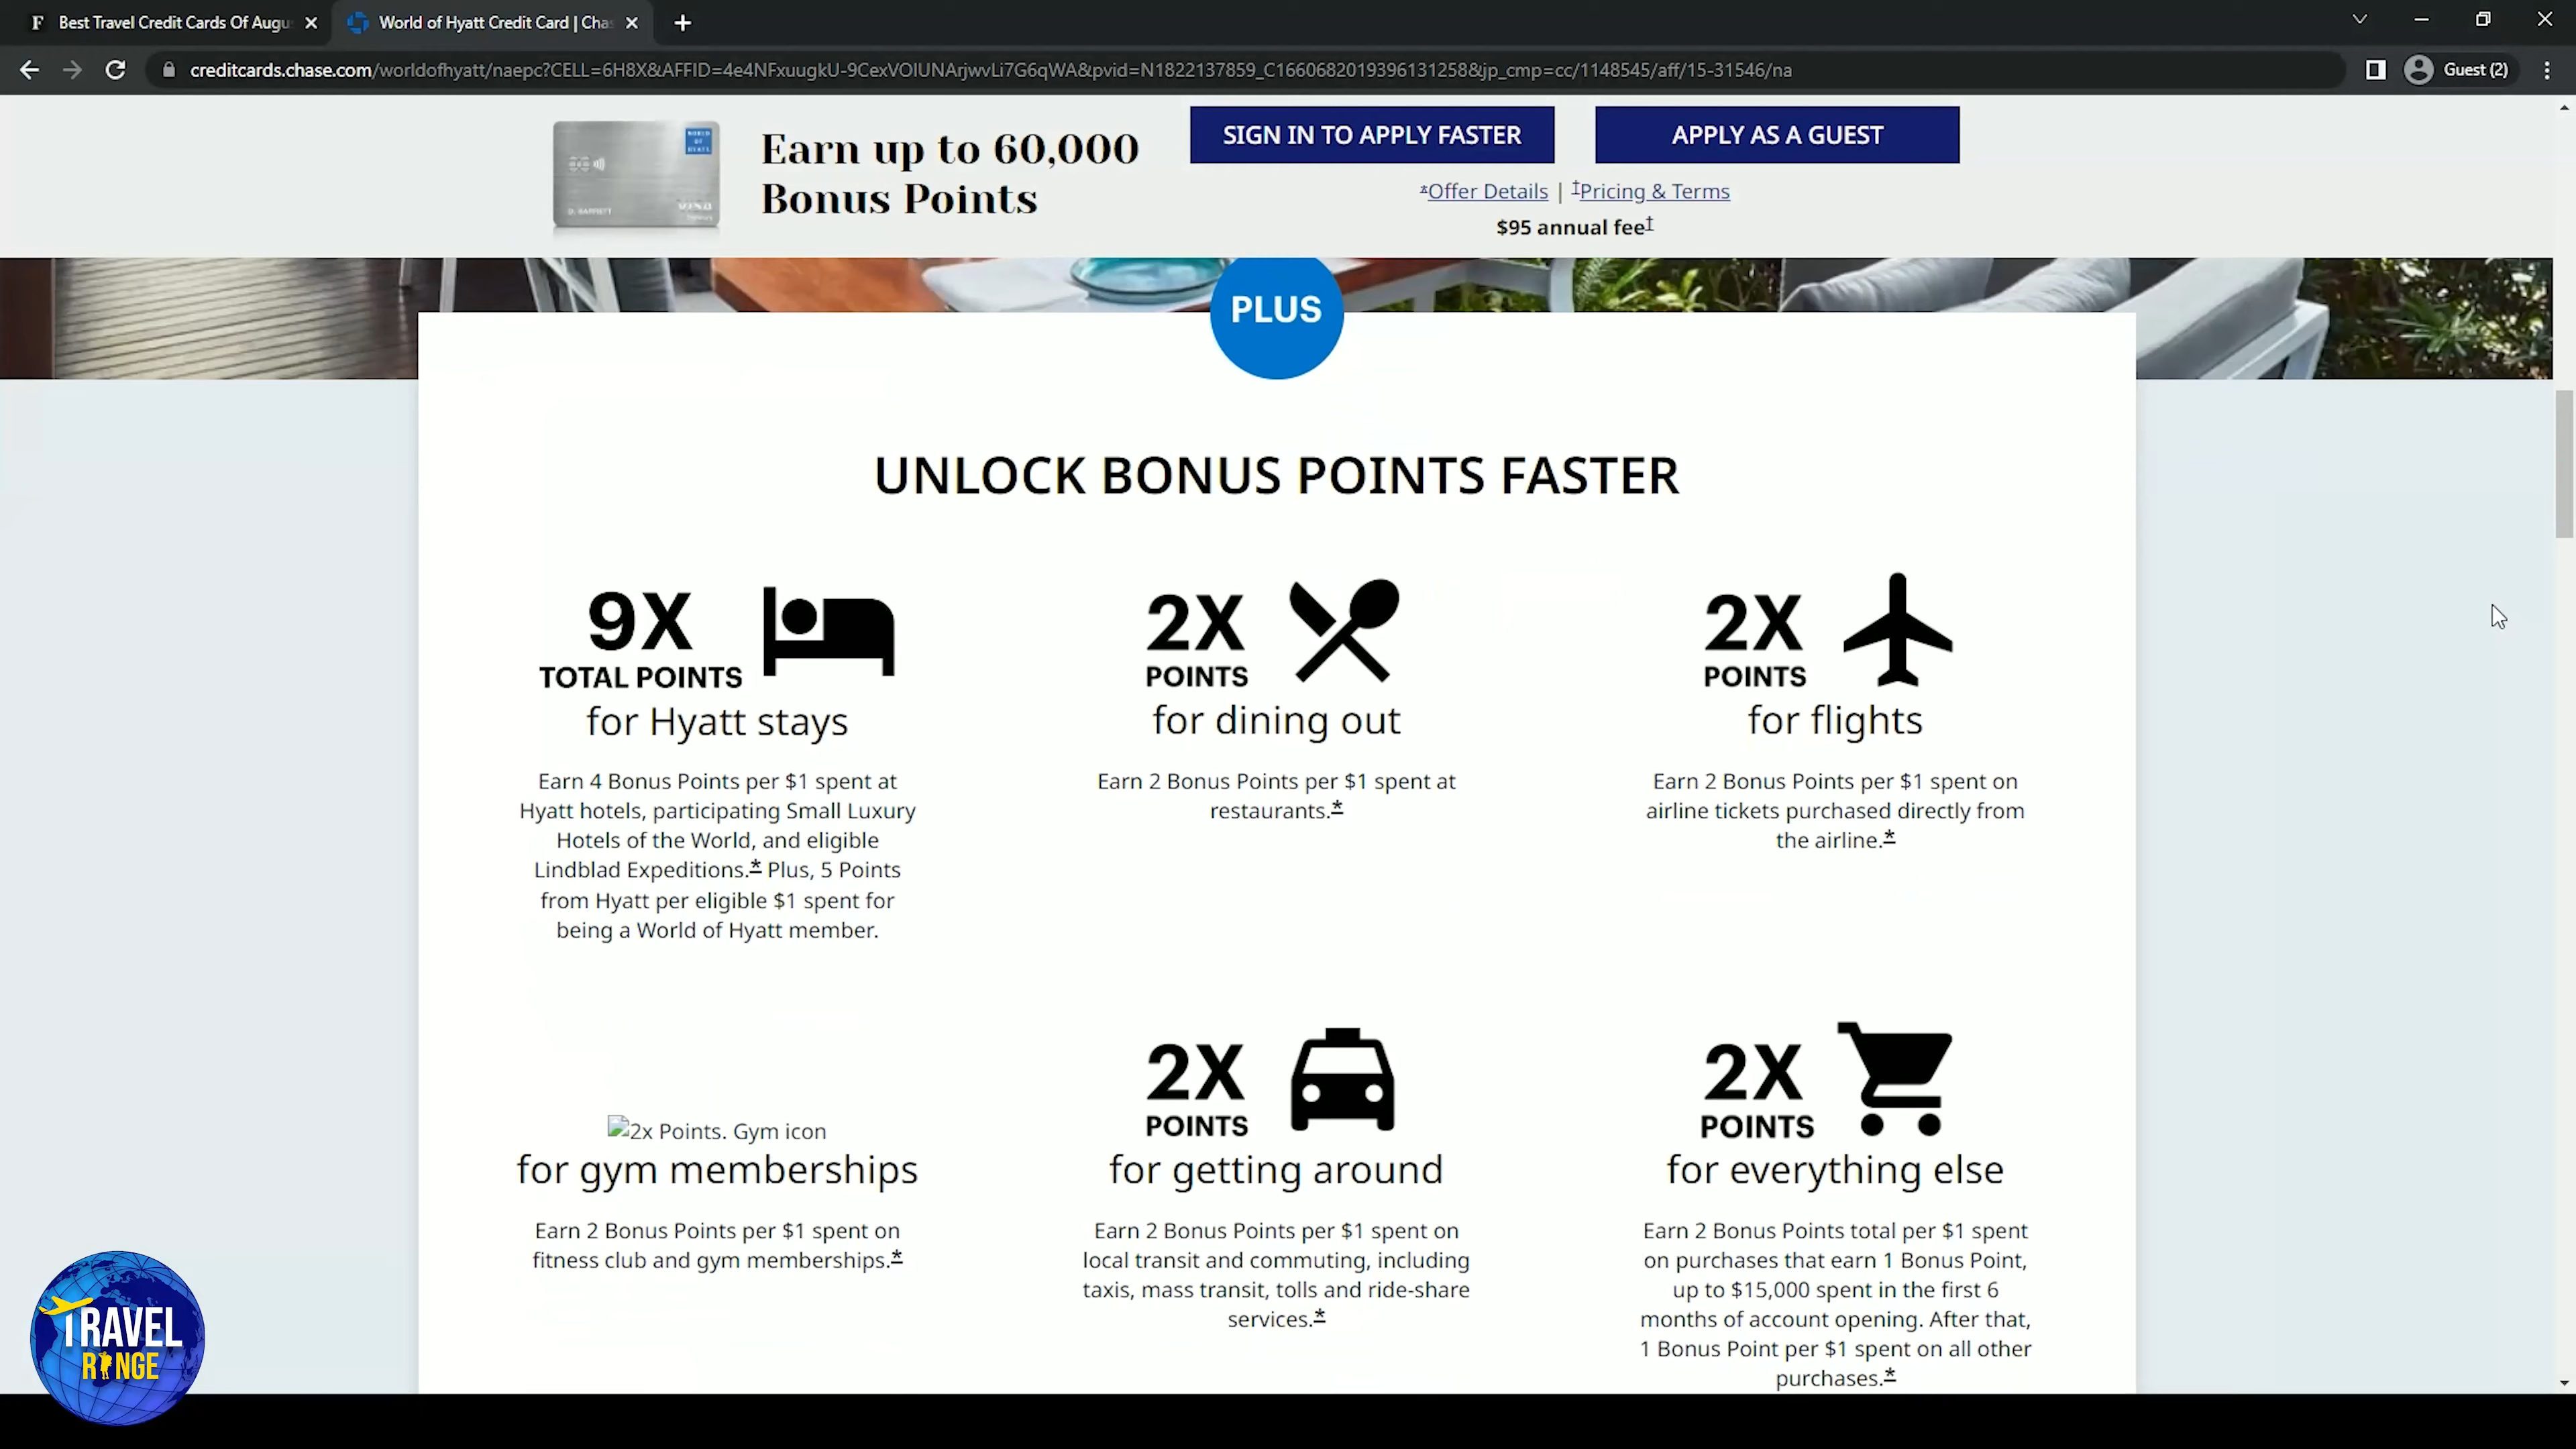 Best Travel Credit Cards Of Augu
World of Hyatt Credit Card | Cha
creditcards.chase.com/worldofhyatt/naepc?CELL=6H8X&AFFID=4e4NFxuugkU-9CexVOIUNArjwvLi7G6qWA&pvid=N1822137859_C1660682019396131258&jp_cmp=cc/1148545/aff/15-31546/na
Guest (2)
WORLD
OF
HYATT
D. BARRETT
Earn up to 60,000
Bonus Points
SIGN IN TO APPLY FASTER
APPLY AS A GUEST
*Offer Details | ‡Pricing & Terms
$95 annual fee†
PLUS
UNLOCK BONUS POINTS FASTER
9X
TOTAL POINTS
for Hyatt stays
Earn 4 Bonus Points per $1 spent at
Hyatt hotels, participating Small Luxury
Hotels of the World, and eligible
Lindblad Expeditions.* Plus, 5 Points
from Hyatt per eligible $1 spent for
being a World of Hyatt member.
2X
POINTS
for dining out
Earn 2 Bonus Points per $1 spent at
restaurants.*
2X
POINTS
for flights
Earn 2 Bonus Points per $1 spent on
airline tickets purchased directly from
the airline.*
2x Points. Gym icon
for gym memberships
Earn 2 Bonus Points per $1 spent on
fitness club and gym memberships.*
2X
POINTS
for getting around
Earn 2 Bonus Points per $1 spent on
local transit and commuting, including
taxis, mass transit, tolls and ride-share
services.*
2X
POINTS
for everything else
Earn 2 Bonus Points total per $1 spent
on purchases that earn 1 Bonus Point,
up to $15,000 spent in the first 6
months of account opening. After that,
1 Bonus Point per $1 spent on all other
purchases.*
TRAVEL
RANGE